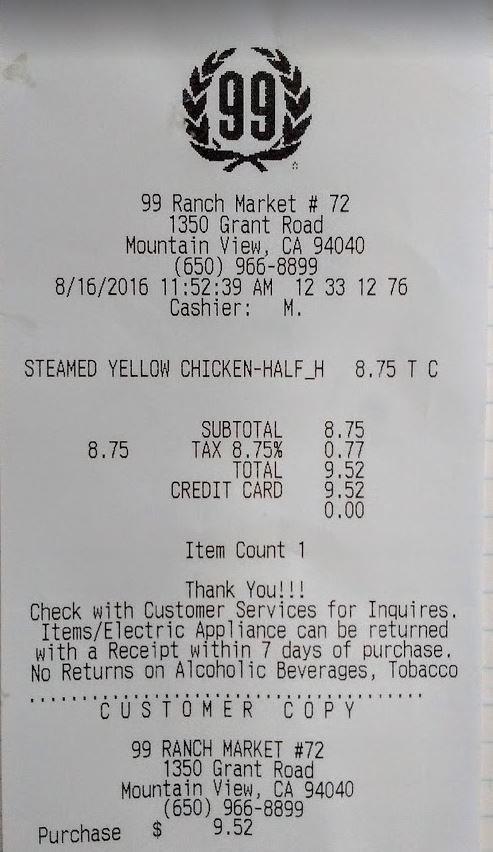 99
99 Ranch Market # 72
1350 Grant Road
Mountain View, CA 94040
(650) 966-8899
8/16/2016 11:52:39 AM 12 33 12 76
Cashier: M.
STEAMED YELLOW CHICKEN-HALF_H 8.75 T C
SUBTOTAL 8.75
8.75 TAX 8.75% 0.77
TOTAL 9.52
CREDIT CARD 9.52
0.00
Item Count 1
Thank You!!!
Check with Customer Services for Inquires.
Items/Electric Appliance can be returned
with a Receipt within 7 days of purchase.
No Returns on Alcoholic Beverages, Tobacco
CUSTOMER COPY
99 RANCH MARKET #72
1350 Grant Road
Mountain View, CA 94040
(650) 966-8899
Purchase $ 9.52